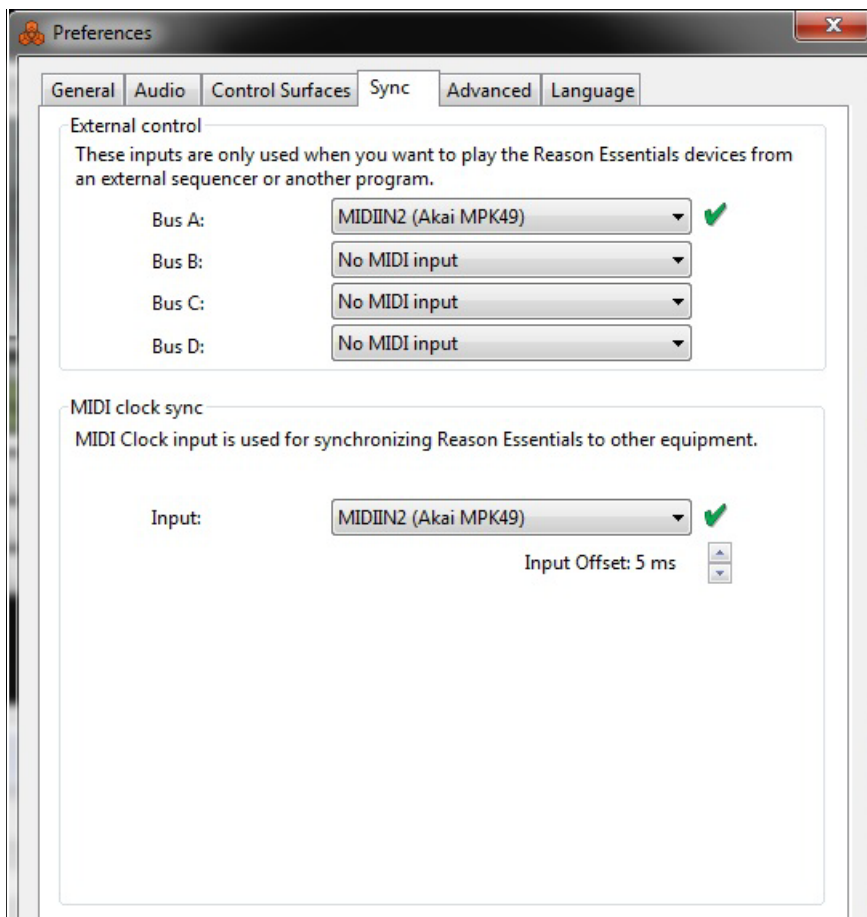 Preferences
General Audio Control Surfaces Sync Advanced Language
External control
These inputs are only used when you want to play the Reason Essentials devices from
an external sequencer or another program.
Bus A: MIDIIN2 (Akai MPK49)
Bus B: No MIDI input
Bus C: No MIDI input
Bus D: No MIDI input
MIDI clock sync
MIDI Clock input is used for synchronizing Reason Essentials to other equipment.
Input: MIDIIN2 (Akai MPK49)
Input Offset: 5 ms